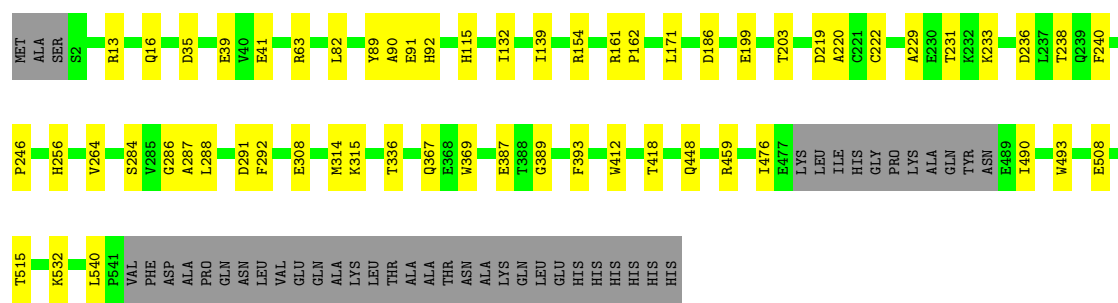 MET ALA SER S2 R13 Q16 D35 E39 V40 E41 R63 L82 Y89 A90 E91 H92 H115 I132 I139 R154 R161 P162 L171 D186 E199 T203 D219 A220 C221 C222 A229 E230 T231 K232 K233 D236 L237 T238 Q239 F240
P246 H256 V264 S284 V285 G286 A287 L288 D291 F292 E308 M314 K315 T336 Q367 E368 W369 E387 T388 G389 F393 W412 T418 Q448 R459 I476 E477 LYS LEU ILE HIS GLY PRO LYS ALA GLN TYR ASN E489 I490 W493 E508
T515 K532 L540 P541 VAL PHE ASP ALA PRO GLN ASN LEU VAL GLU GLN ALA LYS LEU THR ALA ALA THR ASN ALA LYS GLN LEU GLU HIS HIS HIS HIS HIS HIS